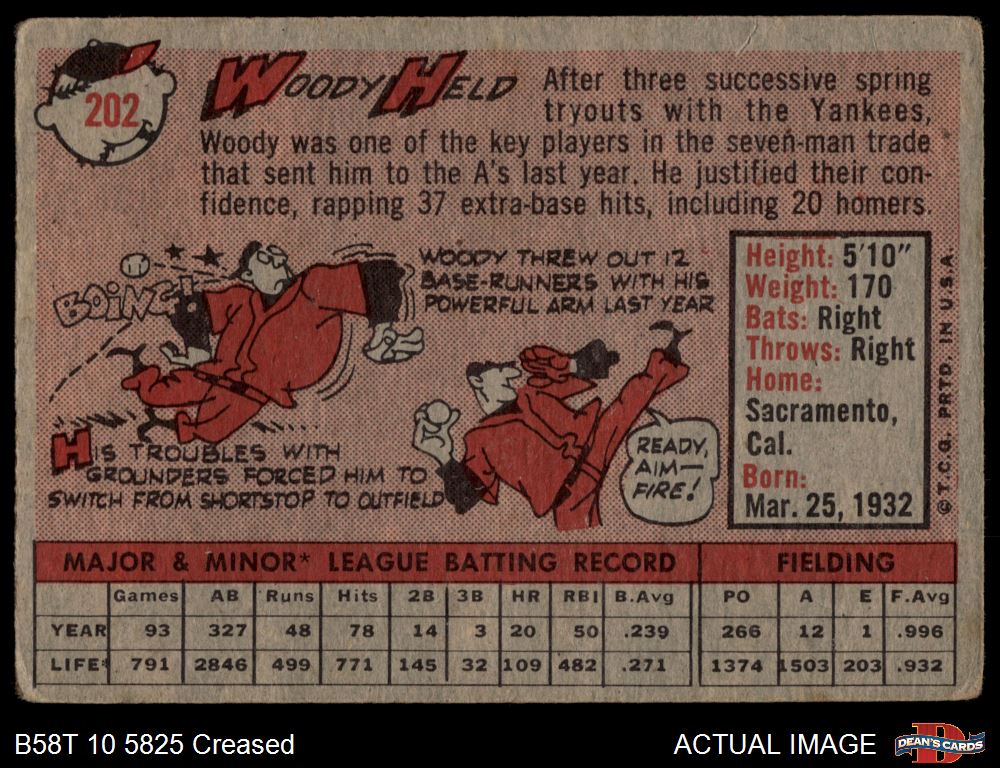 202
WOODY HELD
After three successive spring
tryouts with the Yankees,
Woody was one of the key players in the seven-man trade
that sent him to the A's last year. He justified their con-
fidence, rapping 37 extra-base hits, including 20 homers.
BOING!
WOODY THREW OUT 12
BASE-RUNNERS WITH HIS
POWERFUL ARM LAST YEAR
HIS TROUBLES WITH
GROUNDERS FORCED HIM TO
SWITCH FROM SHORTSTOP TO OUTFIELD
READY,
AIM—
FIRE!
Height: 5'10"
Weight: 170
Bats: Right
Throws: Right
Home:
Sacramento,
Cal.
Born:
Mar. 25, 1932
© T.C.G. PRTD. IN U.S.A.
MAJOR & MINOR* LEAGUE BATTING RECORD FIELDING
Games AB Runs Hits 2B 3B HR RBI B.Avg PO A E F.Avg
YEAR 93 327 48 78 14 3 20 50 .239 266 12 1 .996
LIFE* 791 2846 499 771 145 32 109 482 .271 1374 1503 203 .932
B58T 10 5825 Creased
ACTUAL IMAGE
D
DEAN'S CARDS